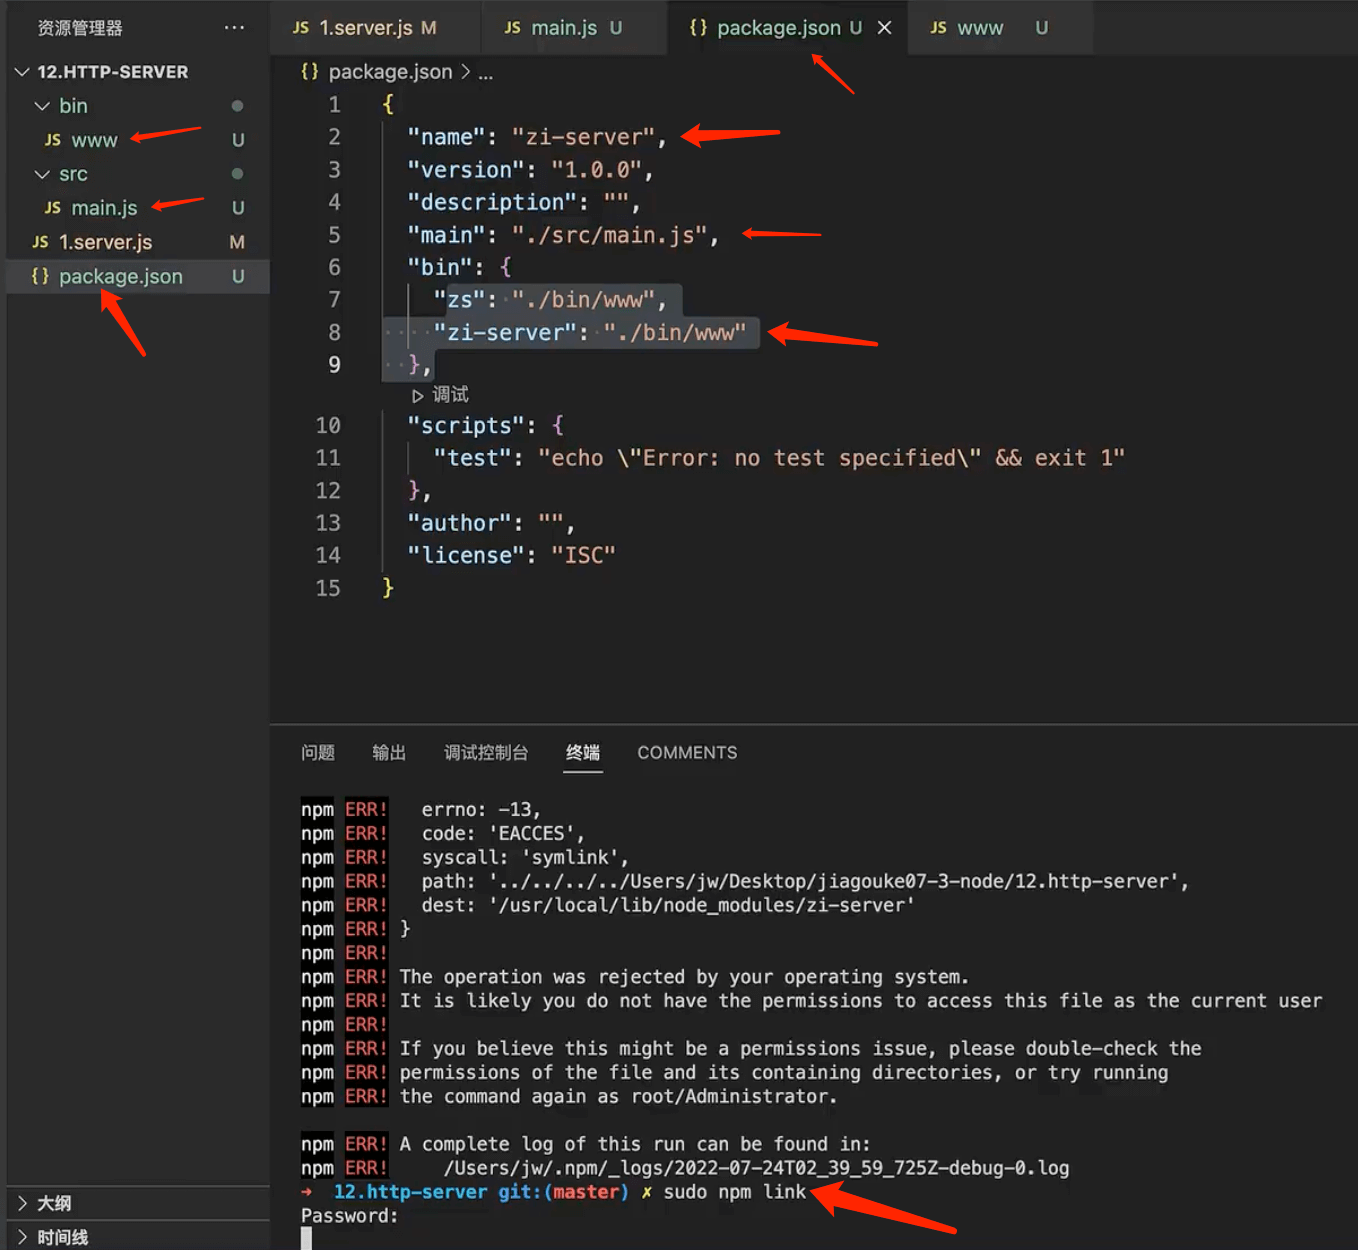 资源管理器 ···
12.HTTP-SERVER
bin
JS www U
src
JS main.js U
JS 1.server.js M
{} package.json U
大纲
时间线
JS 1.server.js M JS main.js U {} package.json U × JS www U
{} package.json > ...
1 {
2 "name": "zi-server",
3 "version": "1.0.0",
4 "description": "",
5 "main": "./src/main.js",
6 "bin": {
7 "zs": "./bin/www",
8 "zi-server": "./bin/www"
9 },
调试
10 "scripts": {
11 "test": "echo \"Error: no test specified\" && exit 1"
12 },
13 "author": "",
14 "license": "ISC"
15 }
问题 输出 调试控制台 终端 COMMENTS
npm ERR! errno: -13,
npm ERR! code: 'EACCES',
npm ERR! syscall: 'symlink',
npm ERR! path: '../../../../Users/jw/Desktop/jiagouke07-3-node/12.http-server',
npm ERR! dest: '/usr/local/lib/node_modules/zi-server'
npm ERR! }
npm ERR!
npm ERR! The operation was rejected by your operating system.
npm ERR! It is likely you do not have the permissions to access this file as the current user
npm ERR!
npm ERR! If you believe this might be a permissions issue, please double-check the
npm ERR! permissions of the file and its containing directories, or try running
npm ERR! the command again as root/Administrator.
npm ERR! A complete log of this run can be found in:
npm ERR! /Users/jw/.npm/_logs/2022-07-24T02_39_59_725Z-debug-0.log
➜ 12.http-server git:(master) ✗ sudo npm link
Password: